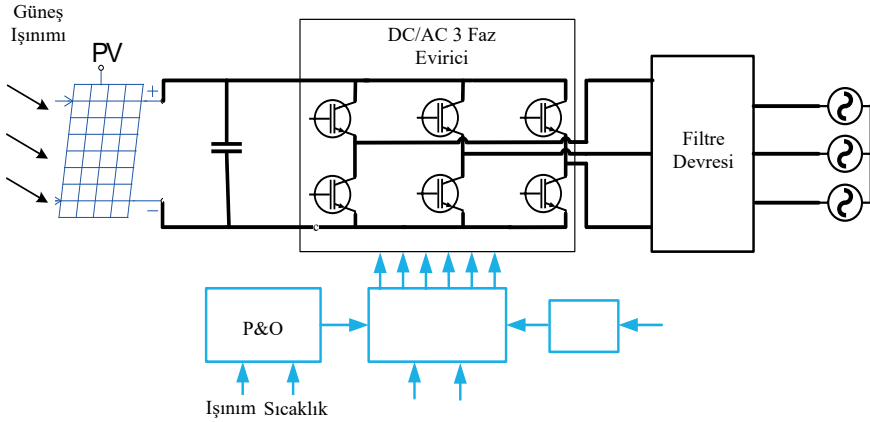 Güneş
Işınımı
PV
+
−
DC/AC 3 Faz
Evirici
c
Filtre
Devresi
P&O
Işınım Sıcaklık